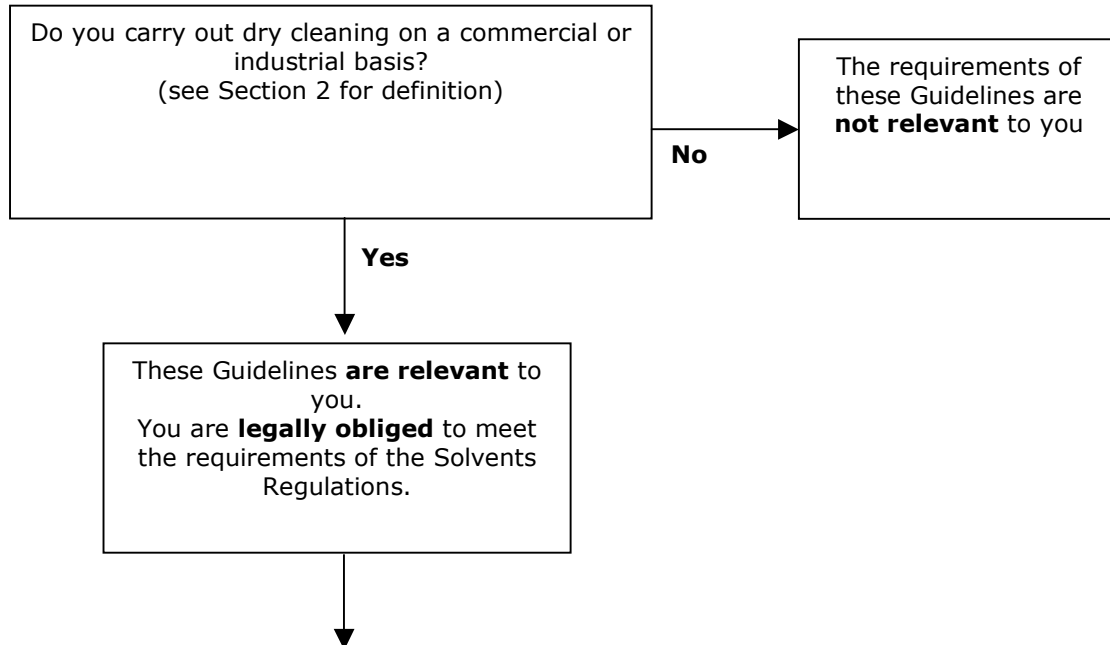 Do you carry out dry cleaning on a commercial or
industrial basis?
(see Section 2 for definition)
The requirements of
these Guidelines are
not relevant to you
No
Yes
These Guidelines are relevant to
you.
You are legally obliged to meet
the requirements of the Solvents
Regulations.